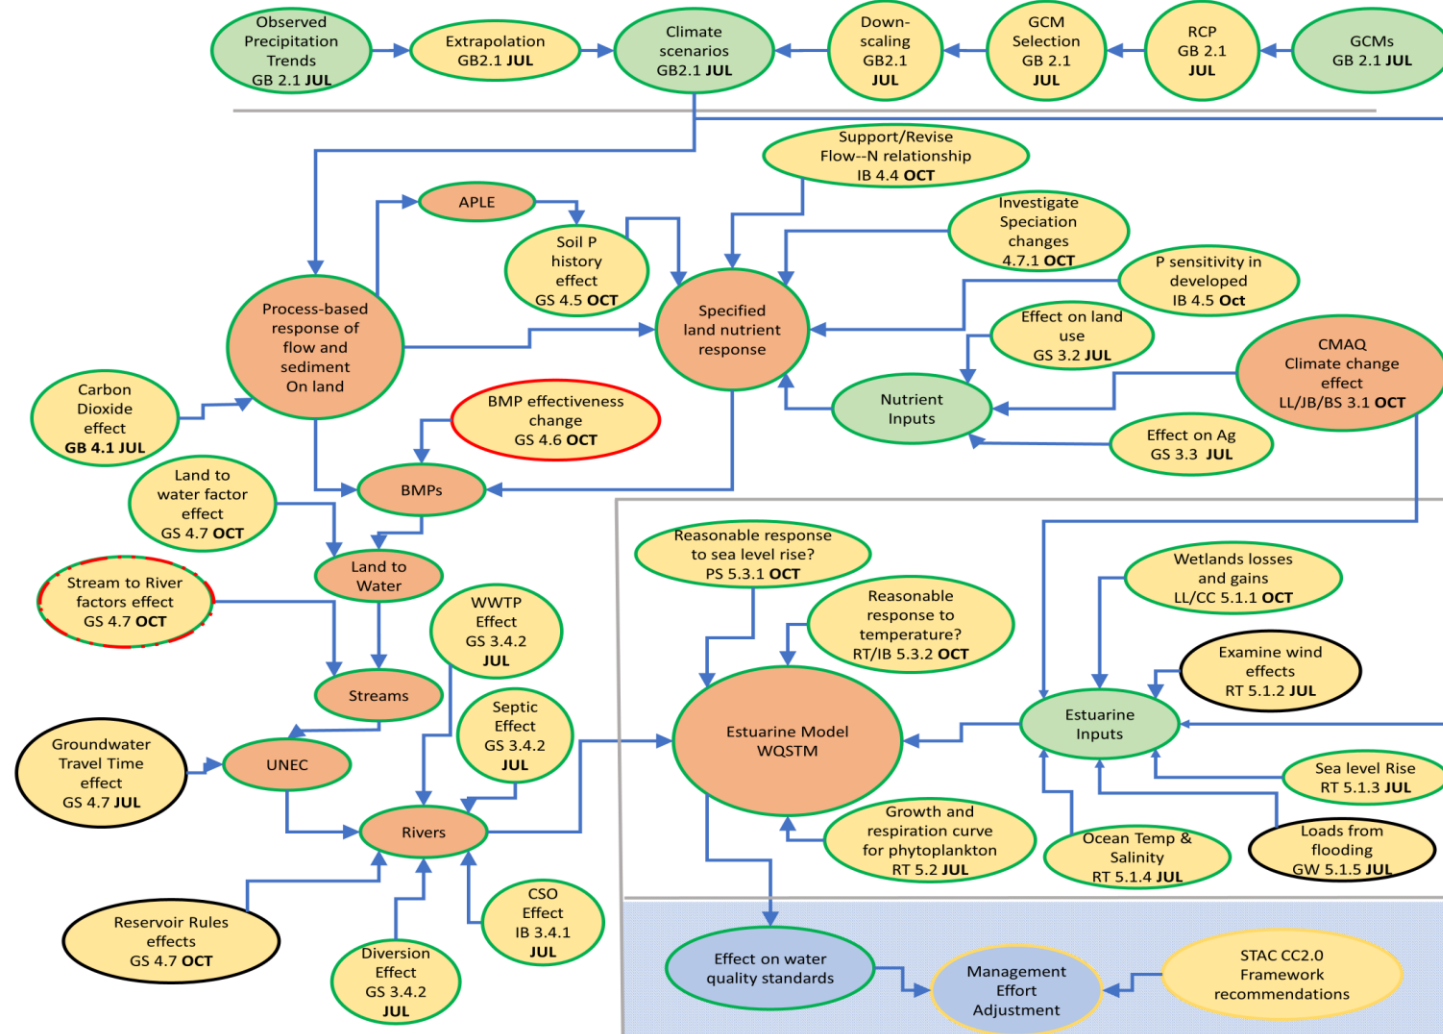 Observed
Precipitation
Trends
GB 2.1 JUL
Extrapolation
GB2.1 JUL
Climate
scenarios
GB2.1 JUL
Down-
scaling
GB2.1
JUL
GCM
Selection
GB 2.1
JUL
RCP
GB 2.1
JUL
GCMs
GB 2.1 JUL
Support/Revise
Flow--N relationship
IB 4.4 OCT
APLE
Investigate
Speciation
changes
4.7.1 OCT
Soil P
history
effect
GS 4.5 OCT
P sensitivity in
developed
IB 4.5 Oct
Process-based
response of
flow and
sediment
On land
Specified
land nutrient
response
Effect on land
use
GS 3.2 JUL
CMAQ
Climate change
effect
LL/JB/BS 3.1 OCT
Carbon
Dioxide
effect
GB 4.1 JUL
BMP effectiveness
change
GS 4.6 OCT
Nutrient
Inputs
Effect on Ag
GS 3.3 JUL
Land to
water factor
effect
GS 4.7 OCT
BMPs
Reasonable response
to sea level rise?
PS 5.3.1 OCT
Wetlands losses
and gains
LL/CC 5.1.1 OCT
Land to
Water
Stream to River
factors effect
GS 4.7 OCT
WWTP
Effect
GS 3.4.2
JUL
Reasonable
response to
temperature?
RT/IB 5.3.2 OCT
Examine wind
effects
RT 5.1.2 JUL
Streams
Septic
Effect
GS 3.4.2
JUL
Estuarine Model
WQSTM
Estuarine
Inputs
Groundwater
Travel Time
effect
GS 4.7 JUL
UNEC
Sea level Rise
RT 5.1.3 JUL
Rivers
Growth and
respiration curve
for phytoplankton
RT 5.2 JUL
Ocean Temp &
Salinity
RT 5.1.4 JUL
Loads from
flooding
GW 5.1.5 JUL
Reservoir Rules
effects
GS 4.7 OCT
CSO
Effect
IB 3.4.1
JUL
Diversion
Effect
GS 3.4.2
JUL
Effect on water
quality standards
Management
Effort
Adjustment
STAC CC2.0
Framework
recommendations